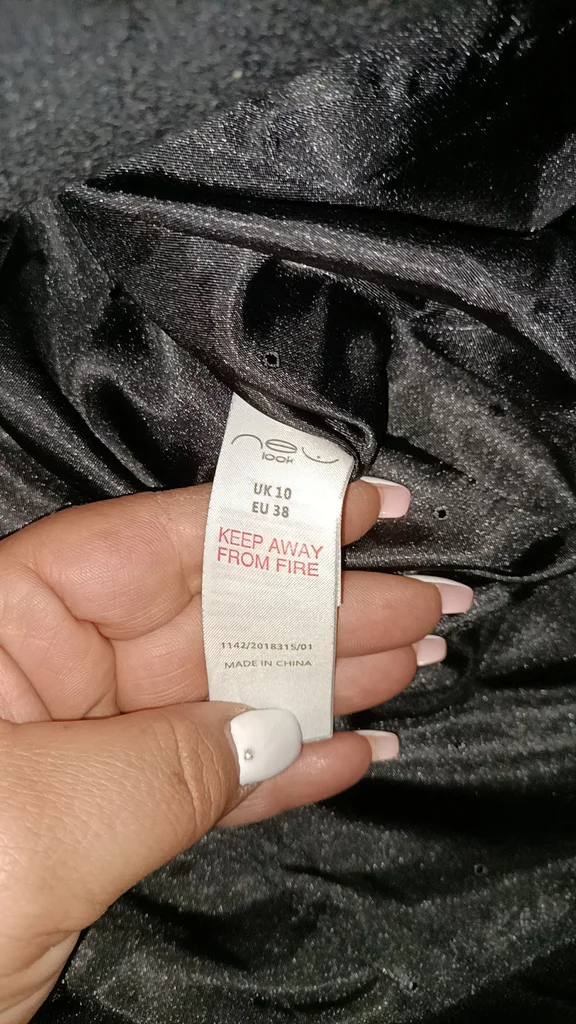 new
look
UK 10
EU 38
KEEP AWAY
FROM FIRE
1142/2018315/01
MADE IN CHINA